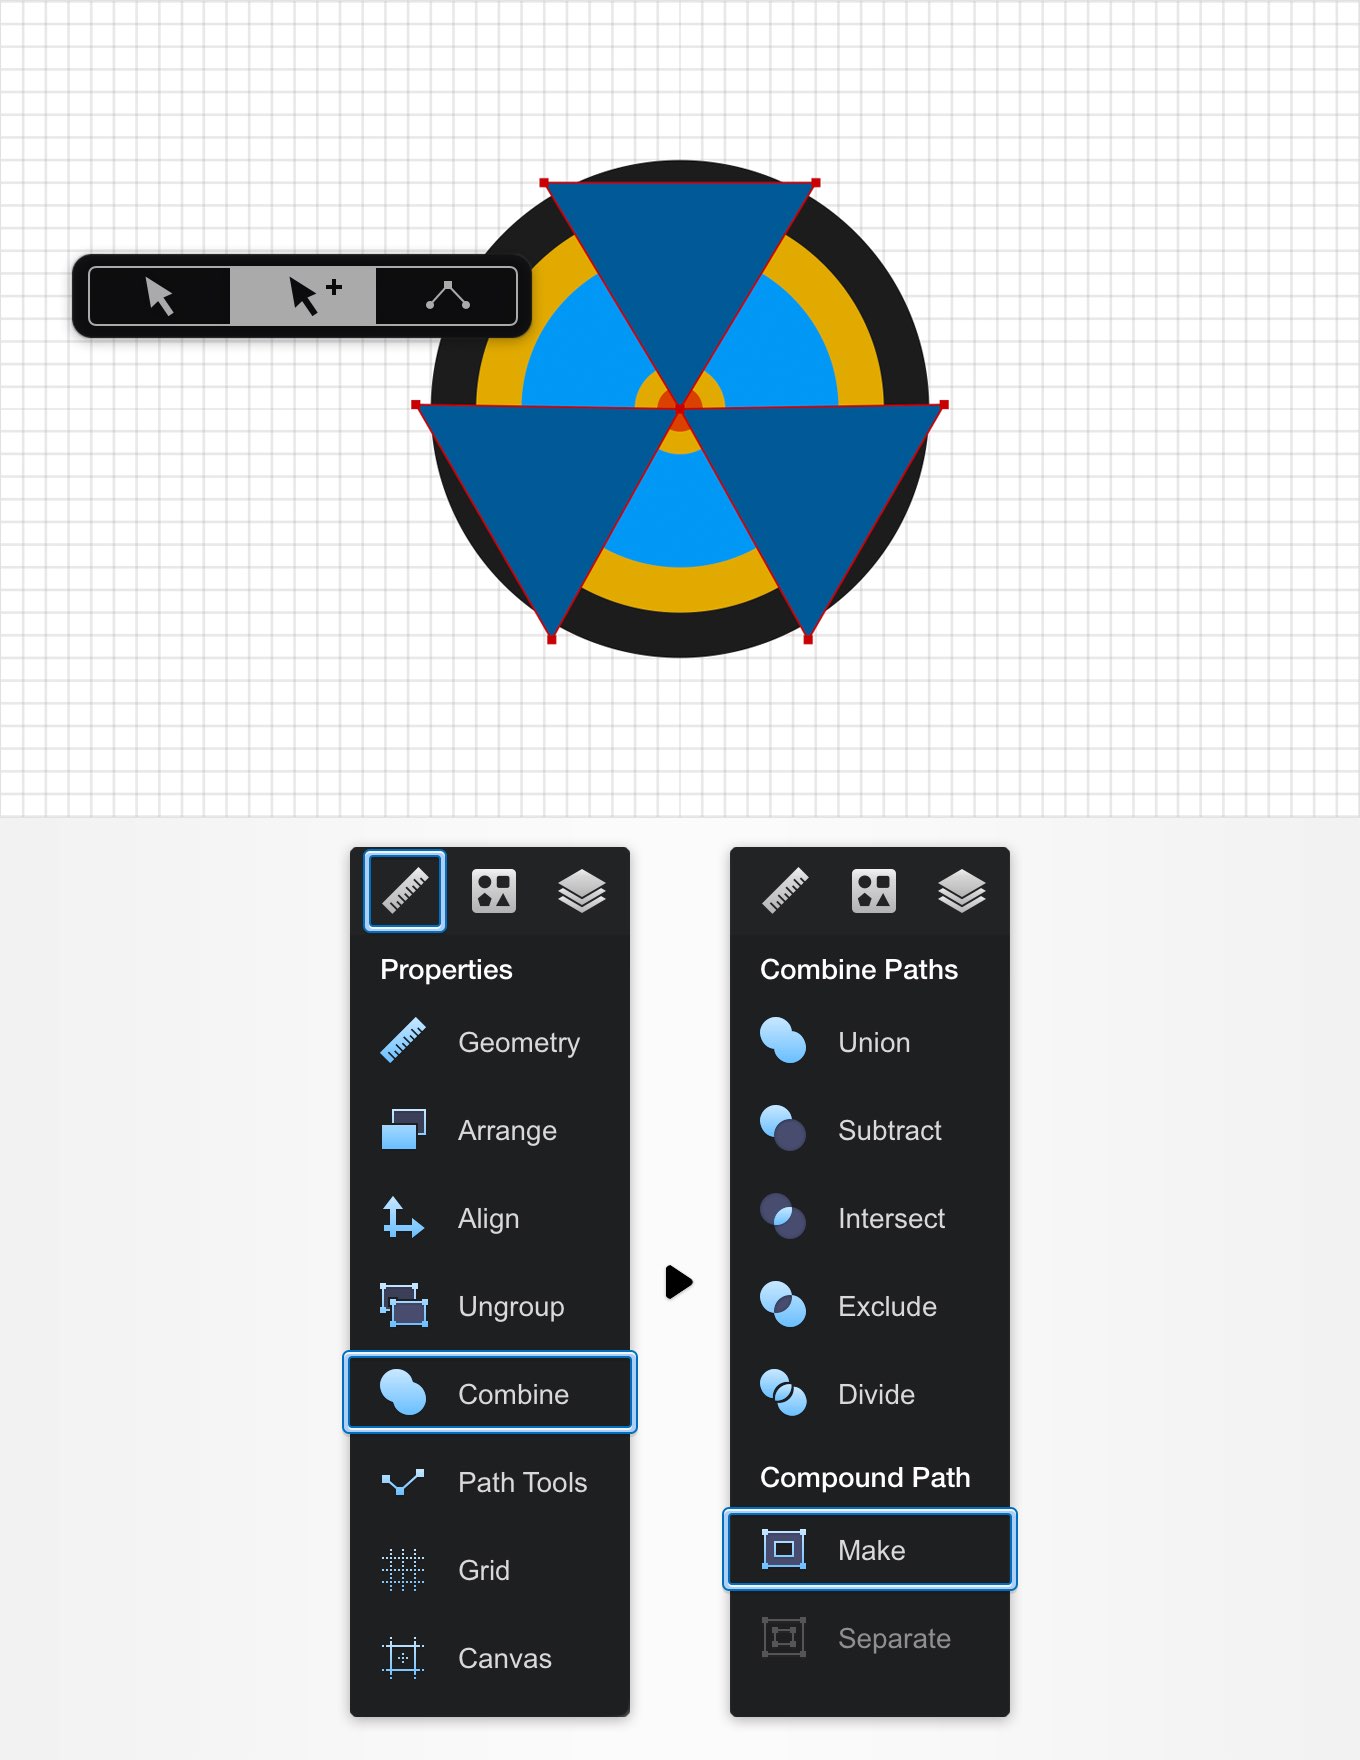 Properties
Geometry
Arrange
Align
Ungroup
Combine
Path Tools
Grid
Canvas
Combine Paths
Union
Subtract
Intersect
Exclude
Divide
Compound Path
Make
Separate